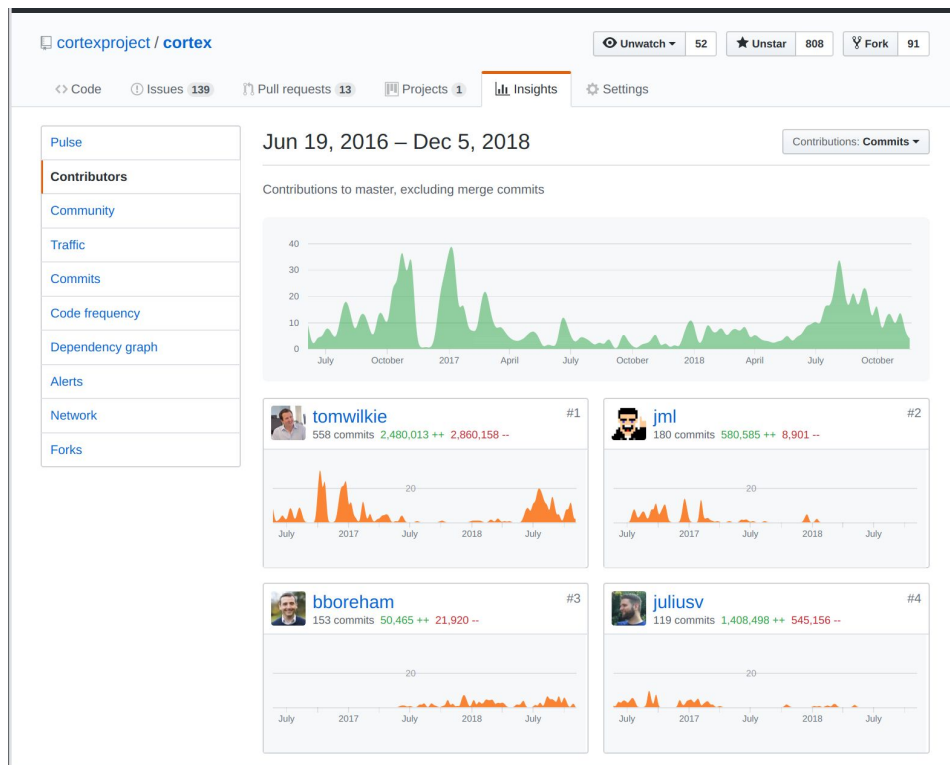 cortexproject / cortex
Unwatch 52 Unstar 808 Fork 91
Code Issues 139 Pull requests 13 Projects 1 Insights Settings
Pulse
Contributors
Community
Traffic
Commits
Code frequency
Dependency graph
Alerts
Network
Forks
Jun 19, 2016 – Dec 5, 2018
Contributions: Commits
Contributions to master, excluding merge commits
40
30
20
10
0
July October 2017 April July October 2018 April July October
tomwilkie #1
558 commits 2,480,013 ++ 2,860,158 --
20
July 2017 July 2018 July
jml #2
180 commits 580,585 ++ 8,901 --
20
July 2017 July 2018 July
bboreham #3
153 commits 50,465 ++ 21,920 --
20
July 2017 July 2018 July
juliusv #4
119 commits 1,408,498 ++ 545,156 --
20
July 2017 July 2018 July